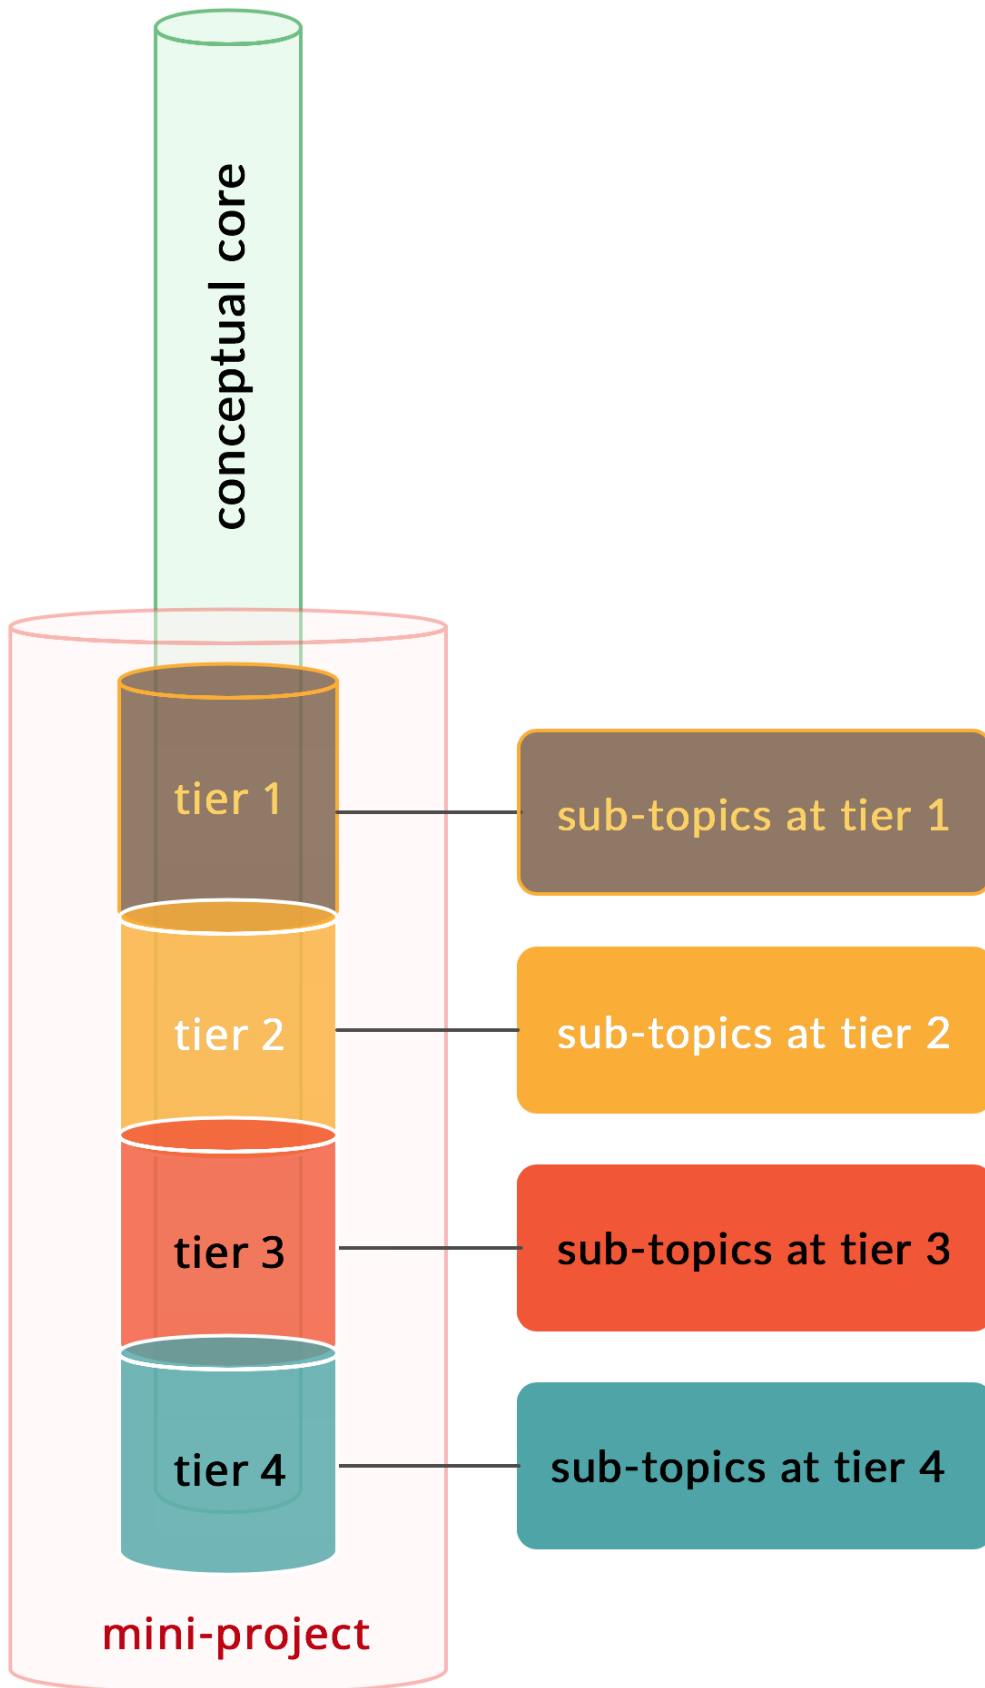 conceptual core
tier 1
sub-topics at tier 1
tier 2
sub-topics at tier 2
tier 3
sub-topics at tier 3
tier 4
sub-topics at tier 4
mini-project